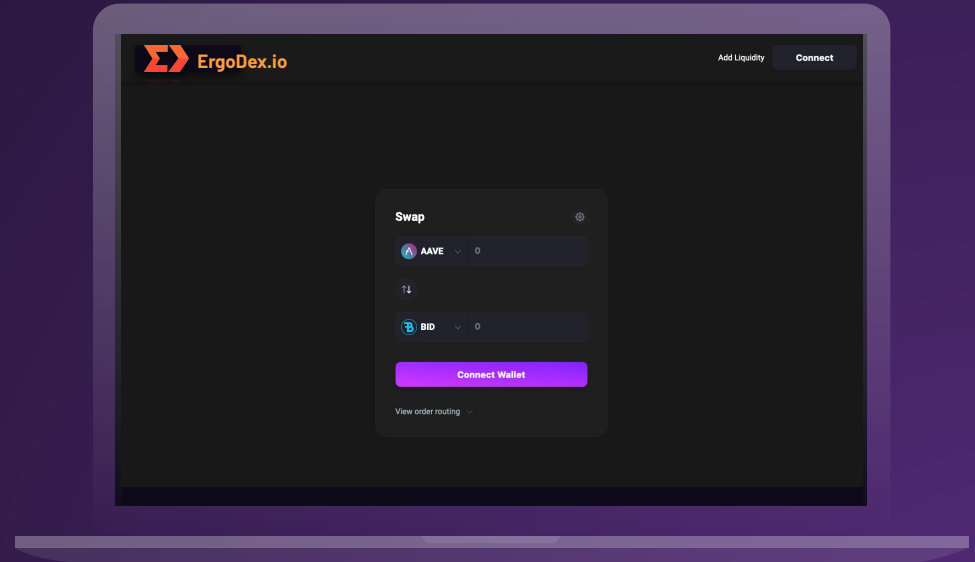 ErgoDex.io
Add Liquidity
Connect
Swap
AAVE
0
BID
0
Connect Wallet
View order routing